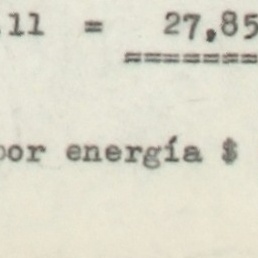 .11 = 27,85
========
por energía $